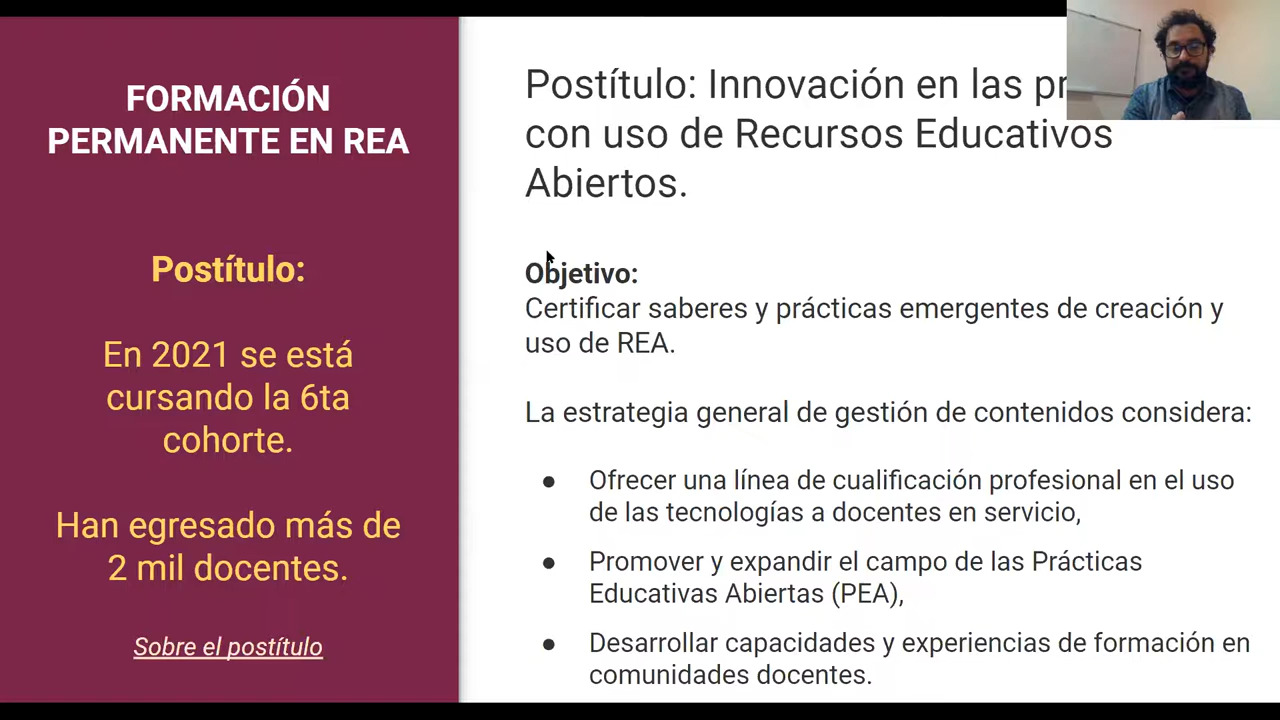 FORMACIÓN
PERMANENTE EN REA
Postítulo:
En 2021 se está
cursando la 6ta
cohorte.
Han egresado más de
2 mil docentes.
Sobre el postítulo
Postítulo: Innovación en las
con uso de Recursos Educativos
Abiertos.
Objetivo:
Certificar saberes y prácticas emergentes de creación y
uso de REA.
La estrategia general de gestión de contenidos considera:
● Ofrecer una línea de cualificación profesional en el uso
de las tecnologías a docentes en servicio,
● Promover y expandir el campo de las Prácticas
Educativas Abiertas (PEA),
● Desarrollar capacidades y experiencias de formación en
comunidades docentes.